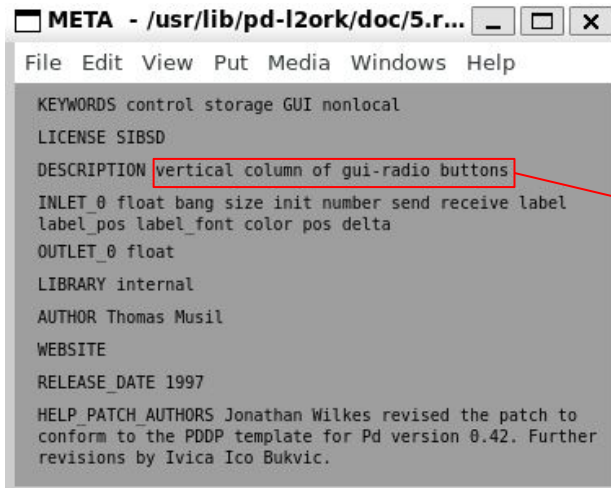 META - /usr/lib/pd-l2ork/doc/5.r...
File Edit View Put Media Windows Help
KEYWORDS control storage GUI nonlocal
LICENSE SIBSD
DESCRIPTION vertical column of gui-radio buttons
INLET_0 float bang size init number send receive label
label_pos label_font color pos delta
OUTLET_0 float
LIBRARY internal
AUTHOR Thomas Musil
WEBSITE
RELEASE_DATE 1997
HELP_PATCH_AUTHORS Jonathan Wilkes revised the patch to
conform to the PDDP template for Pd version 0.42. Further
revisions by Ivica Ico Bukvic.